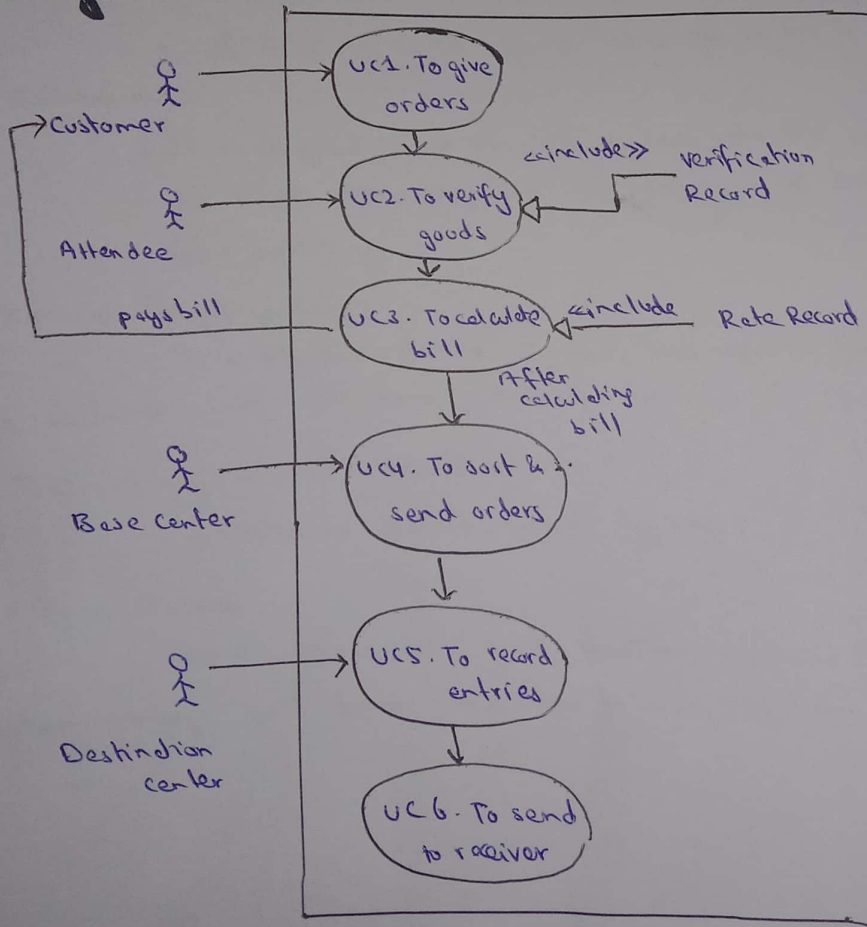 UC1. To give
orders
Customer
<<include>>
Verification
Record
UC2. To verify
goods
Attendee
pays bill
UC3. To calculate
bill
<<include
Rate Record
After
calculating
bill
UC4. To sort &
send orders
Base center
UC5. To record
entries
Destination
center
UC6. To send
to receiver